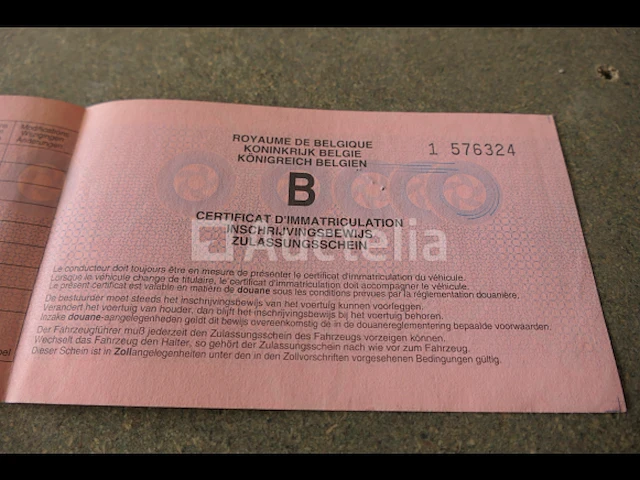 Modifications
Wijzigingen
Änderungen
ROYAUME DE BELGIQUE
KONINKRIJK BELGIE
KÖNIGREICH BELGIEN
1 576324
B
CERTIFICAT D'IMMATRICULATION
INSCHRIJVINGSBEWIJS
ZULASSUNGSSCHEIN
Auctelia
Le conducteur doit toujours être en mesure de présenter le certificat d'immatriculation du véhicule.
Lorsque le véhicule change de titulaire, le certificat d'immatriculation doit accompagner le véhicule.
Le présent certificat est valable en matière de douane sous les conditions prévues par la réglementation douanière.
De bestuurder moet steeds het inschrijvingsbewijs van het voertuig kunnen voorleggen.
Verandert het voertuig van houder, dan blijft het inschrijvingsbewijs bij het voertuig behoren.
Inzake douane-aangelegenheden geldt dit bewijs overeenkomstig de in de douanereglementering bepaalde voorwaarden.
Der Fahrzeugführer muß jederzeit den Zulassungsschein des Fahrzeugs vorzeigen können.
Wechselt das Fahrzeug den Halter, so gehört der Zulassungsschein nach wie vor zum Fahrzeug.
Dieser Schein ist in Zollangelegenheiten unter den in den Zollvorschriften vorgesehenen Bedingungen gültig.